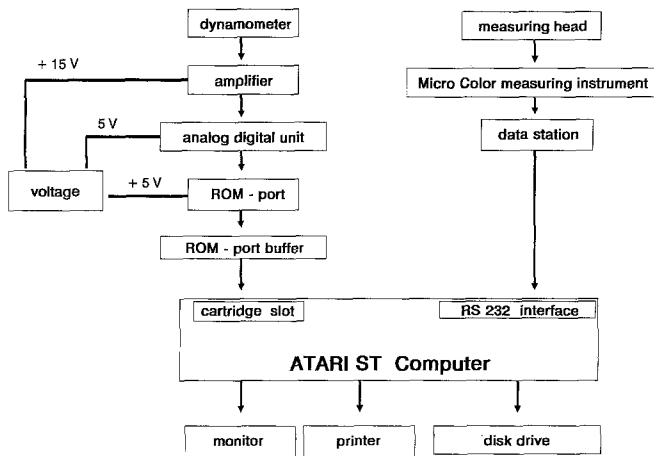 dynamometer
measuring head
+ 15 V
amplifier
Micro Color measuring instrument
5 V
analog digital unit
data station
voltage
+ 5 V
ROM - port
ROM - port buffer
cartridge slot
RS 232 interface
ATARI ST Computer
monitor
printer
disk drive